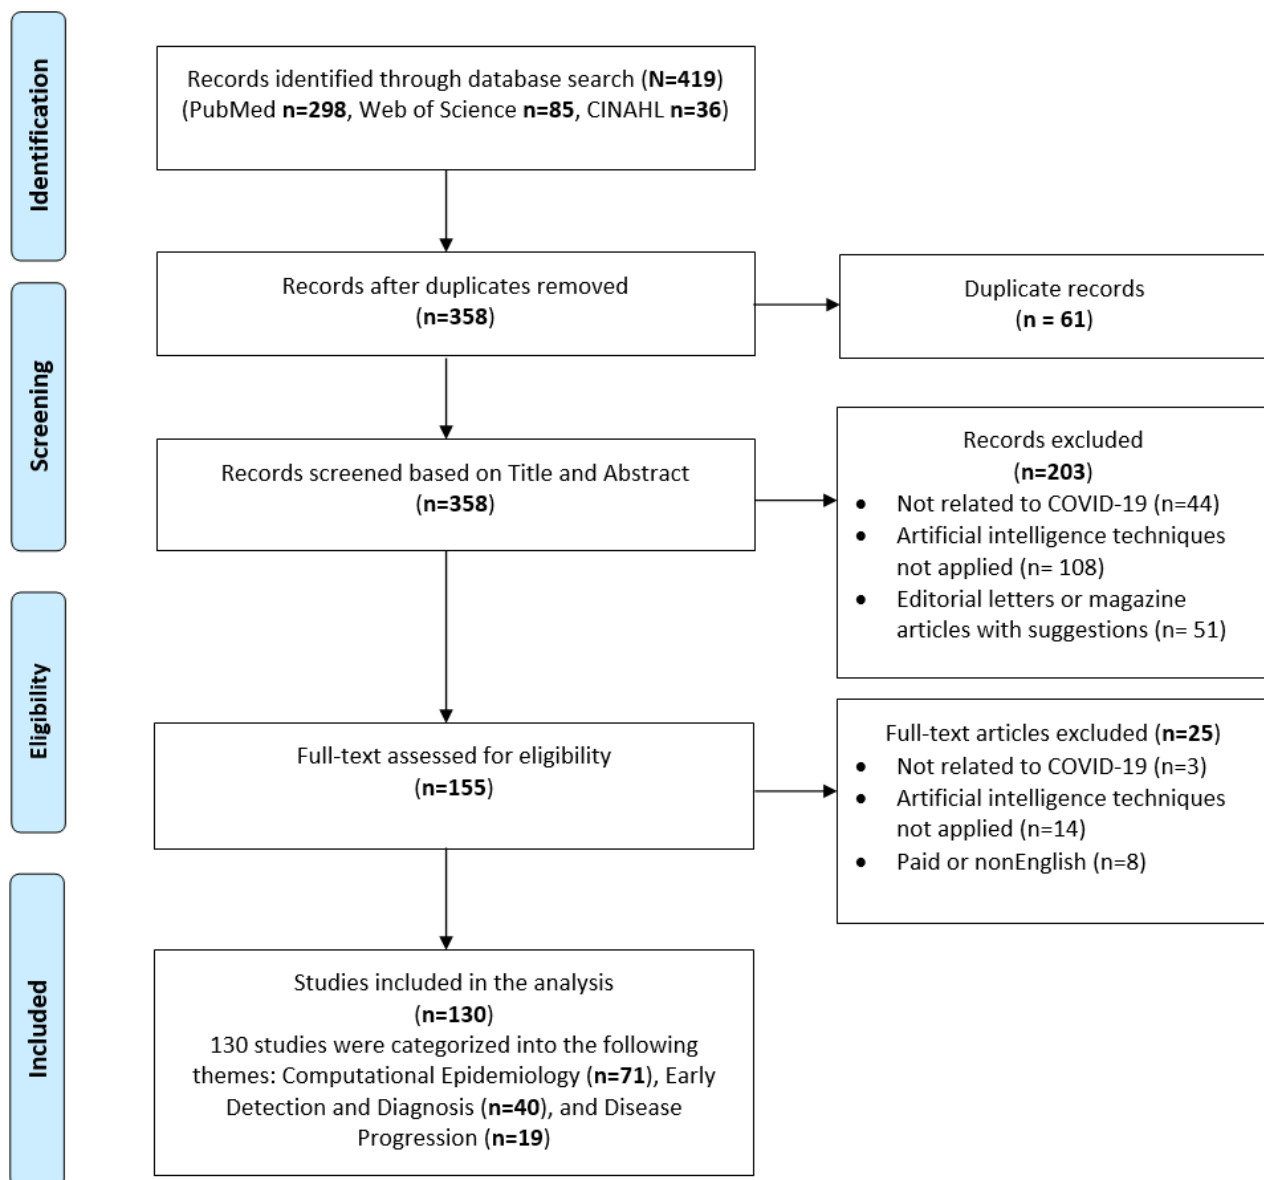 Identification
Records identified through database search (N=419)
(PubMed n=298, Web of Science n=85, CINAHL n=36)
Screening
Records after duplicates removed
(n=358)
Duplicate records
(n = 61)
Records screened based on Title and Abstract
(n=358)
Records excluded
(n=203)
• Not related to COVID-19 (n=44)
• Artificial intelligence techniques
not applied (n= 108)
• Editorial letters or magazine
articles with suggestions (n= 51)
Eligibility
Full-text assessed for eligibility
(n=155)
Full-text articles excluded (n=25)
• Not related to COVID-19 (n=3)
• Artificial intelligence techniques
not applied (n=14)
• Paid or nonEnglish (n=8)
Included
Studies included in the analysis
(n=130)
130 studies were categorized into the following
themes: Computational Epidemiology (n=71), Early
Detection and Diagnosis (n=40), and Disease
Progression (n=19)